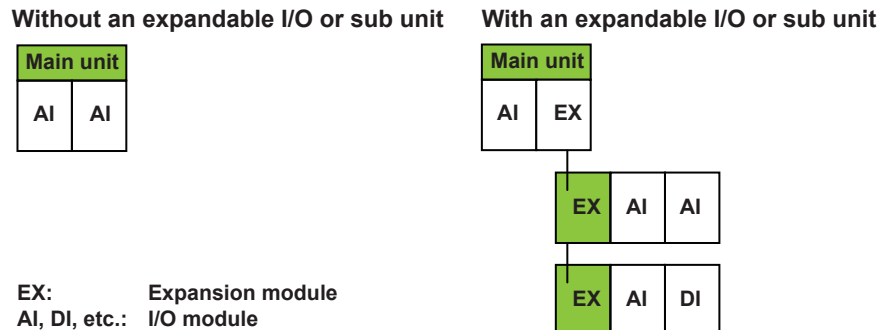 Without an expandable I/O or sub unit
Main unit
AI AI
With an expandable I/O or sub unit
Main unit
AI EX
EX AI AI
EX AI DI
EX: Expansion module
AI, DI, etc.: I/O module